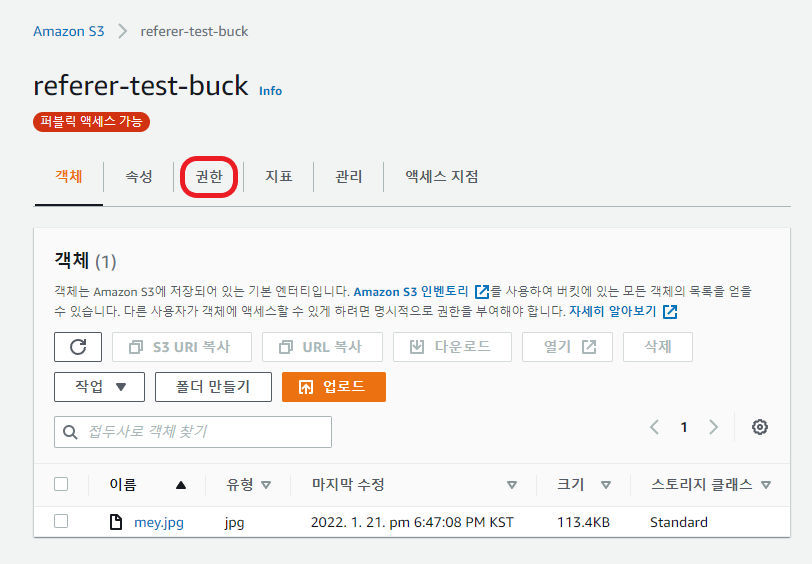 Amazon S3 > referer-test-buck
referer-test-buck Info
퍼블릭 액세스 가능
객체 속성 권한 지표 관리 액세스 지점
객체 (1)
객체는 Amazon S3에 저장되어 있는 기본 엔터티입니다. Amazon S3 인벤토리를 사용하여 버킷에 있는 모든 객체의 목록을 얻을
수 있습니다. 다른 사용자가 객체에 액세스할 수 있게 하려면 명시적으로 권한을 부여해야 합니다. 자세히 알아보기
S3 URI 복사 URL 복사 다운로드 열기 삭제
작업 폴더 만들기 업로드
접두사로 객체 찾기
1
이름 유형 마지막 수정 크기 스토리지 클래스
mey.jpg jpg 2022. 1. 21. pm 6:47:08 PM KST 113.4KB Standard